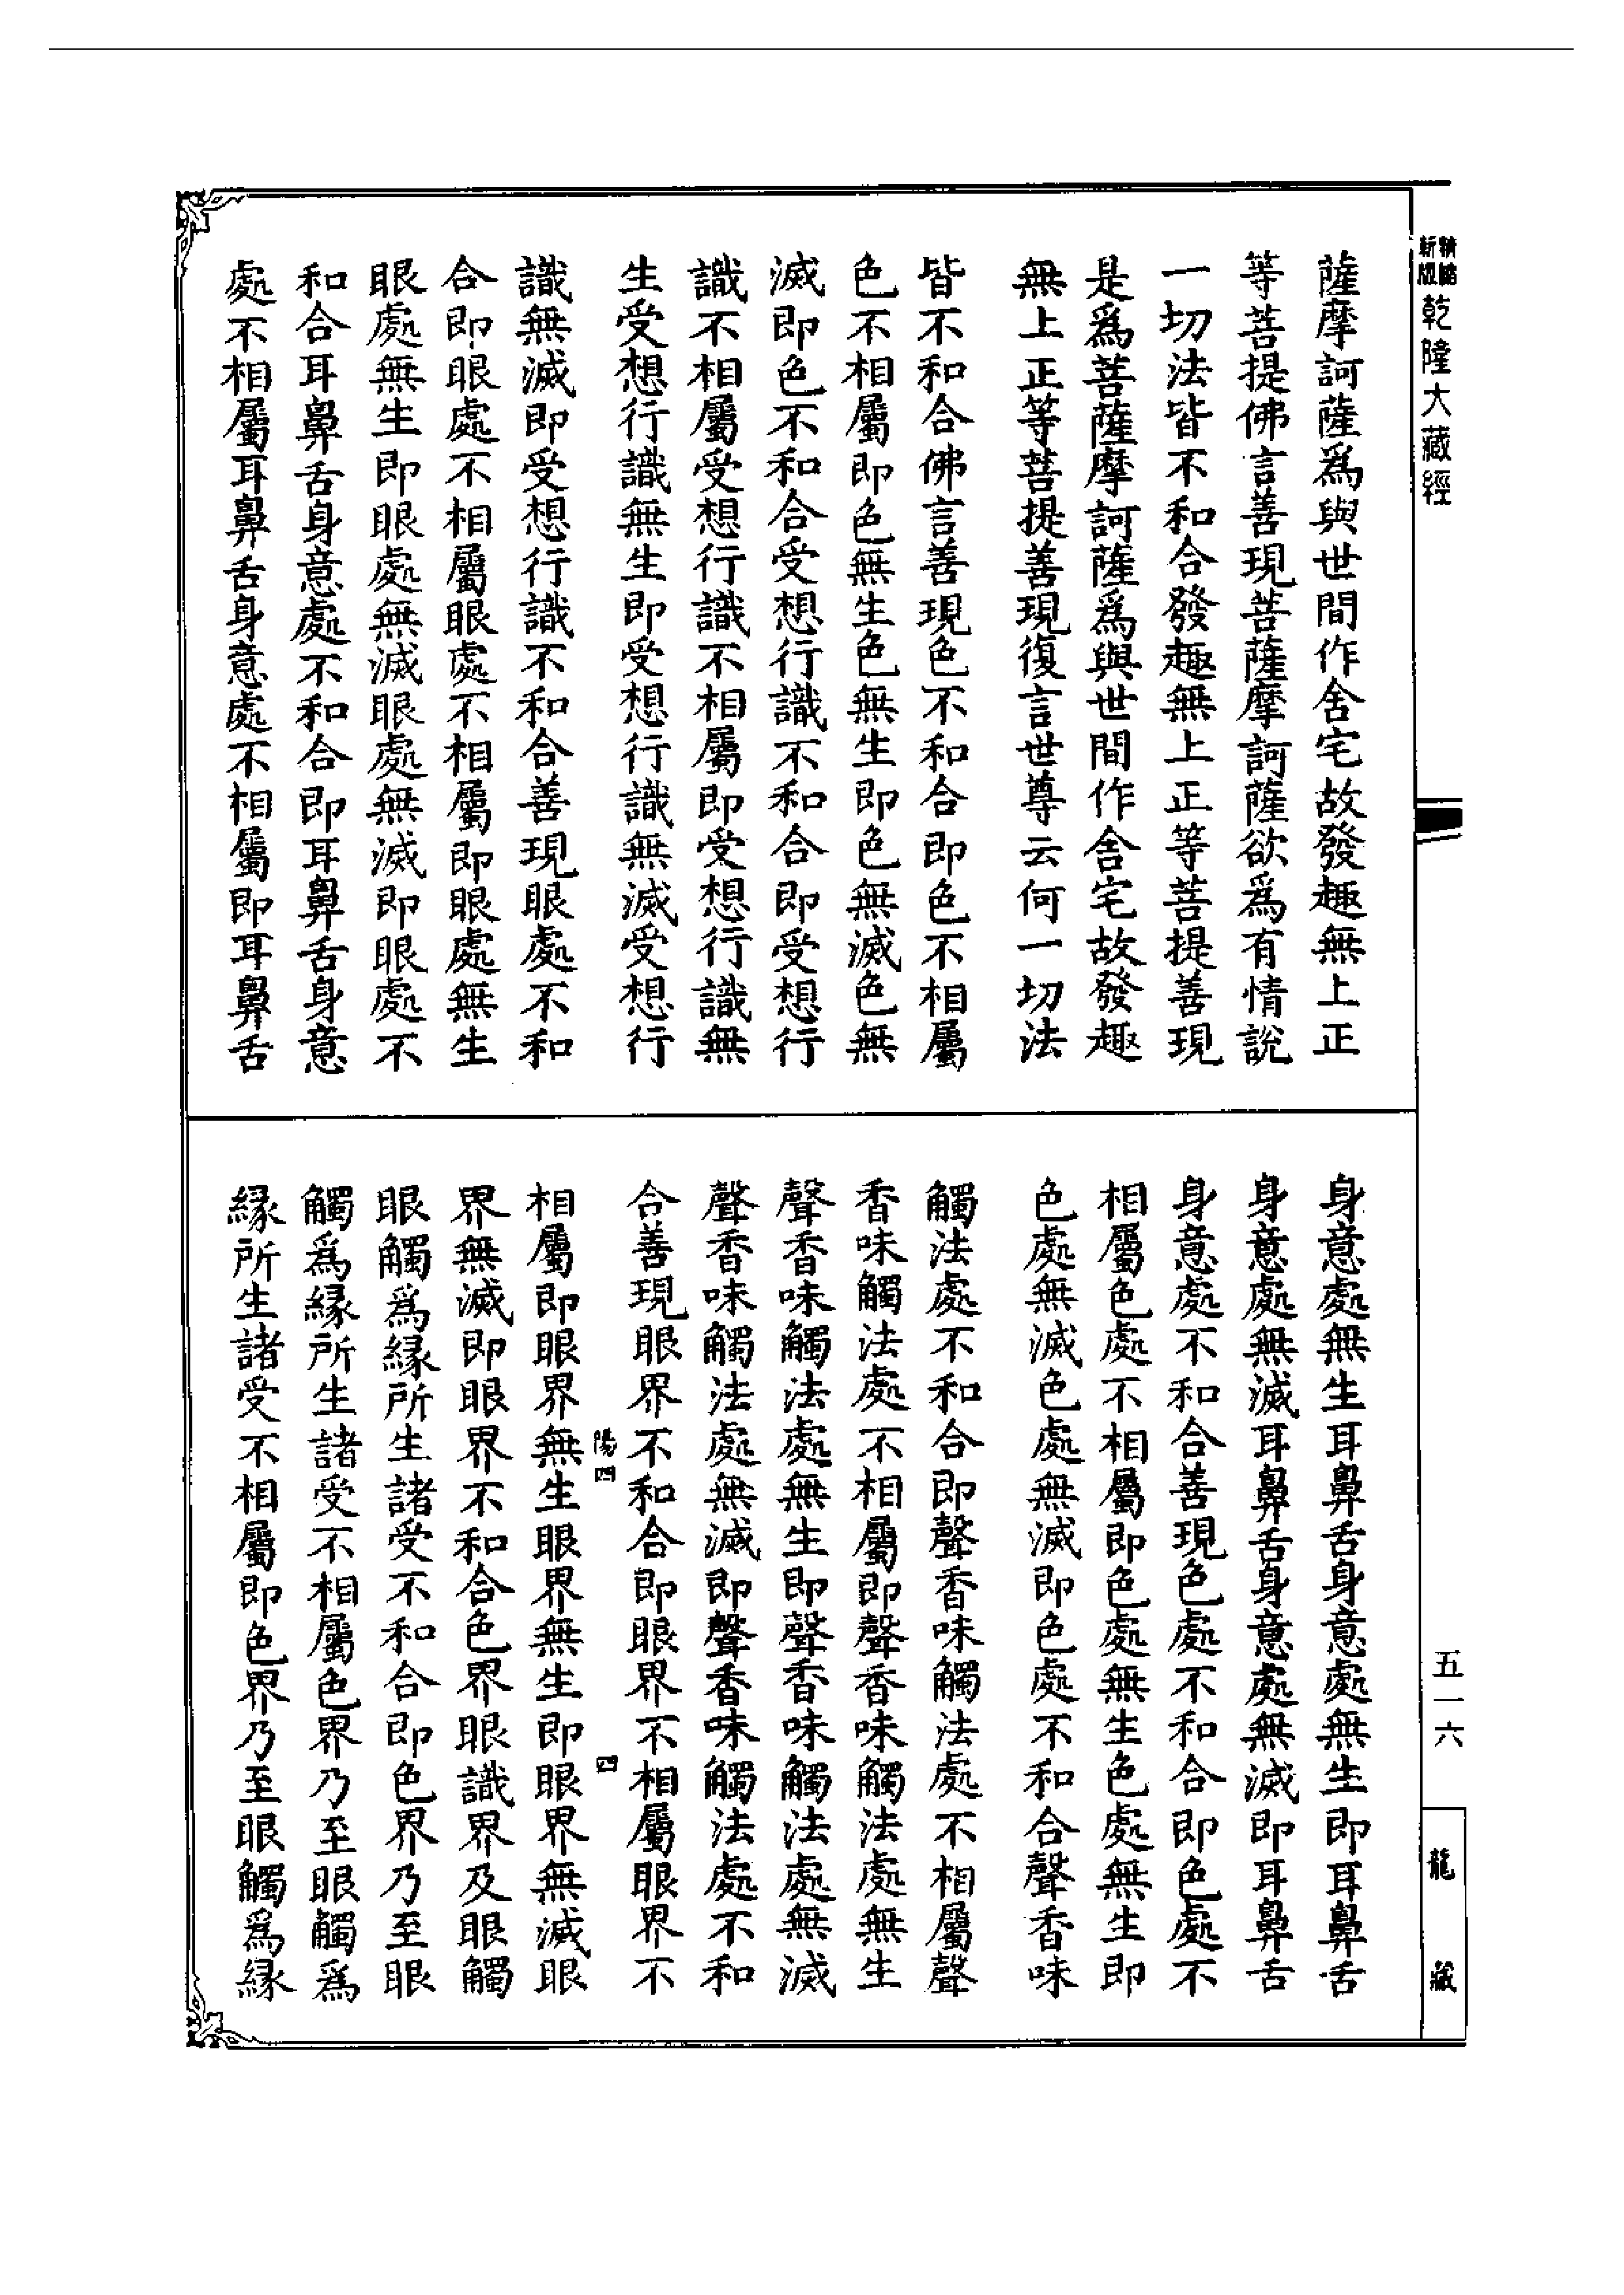 精縮
新版
乾隆大藏經
薩摩訶薩爲與世間作舍宅故發趣無上正
等菩提佛言善現菩薩摩訶薩欲爲有情說
一切法皆不和合發趣無上正等菩提善現
是爲菩薩摩訶薩爲與世間作舍宅故發趣
無上正等菩提善現復言世尊云何一切法
皆不和合佛言善現色不和合即色不相屬
色不相屬即色無生色無生即色無滅色無
滅即色不和合受想行識不和合即受想行
識不相屬受想行識不相屬即受想行識無
生受想行識無生即受想行識無滅受想行
識無滅即受想行識不和合善現眼處不和
合即眼處不相屬眼處不相屬即眼處無生
眼處無生即眼處無滅眼處無滅即眼處不
和合耳鼻舌身意處不和合即耳鼻舌身意
處不相屬耳鼻舌身意處不相屬即耳鼻舌
身意處無生耳鼻舌身意處無生即耳鼻舌
身意處無滅耳鼻舌身意處無滅即耳鼻舌
身意處不和合善現色處不和合即色處不
相屬色處不相屬即色處無生色處無生即
色處無滅色處無滅即色處不和合聲香味
觸法處不和合即聲香味觸法處不相屬聲
香味觸法處不相屬即聲香味觸法處無生
聲香味觸法處無生即聲香味觸法處無滅
聲香味觸法處無滅即聲香味觸法處不和
合善現眼界不和合即眼界不相屬眼界不
陽四
四
相屬即眼界無生眼界無生即眼界無滅眼
界無滅即眼界不和合色界眼識界及眼觸
眼觸爲緣所生諸受不和合即色界乃至眼
觸爲緣所生諸受不相屬色界乃至眼觸爲
緣所生諸受不相屬即色界乃至眼觸爲緣
五一六
龍藏